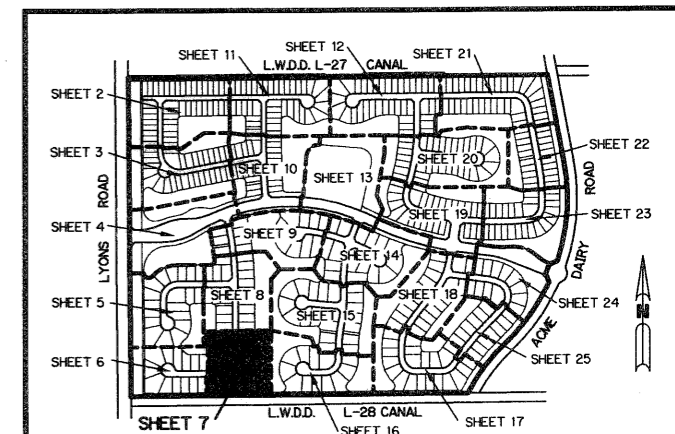 SHEET 11
SHEET 12
SHEET 21
L.W.D.D. L-27 CANAL
SHEET 2
SHEET 22
SHEET 3
SHEET 10
SHEET 20
SHEET 13
LYONS ROAD
ROAD
SHEET 4
SHEET 9
SHEET 19
SHEET 23
SHEET 14
ACME DAIRY
N
SHEET 5
SHEET 8
SHEET 18
SHEET 24
SHEET 15
SHEET 25
SHEET 6
SHEET 7
L.W.D.D. L-28 CANAL
SHEET 17
SHEET 16